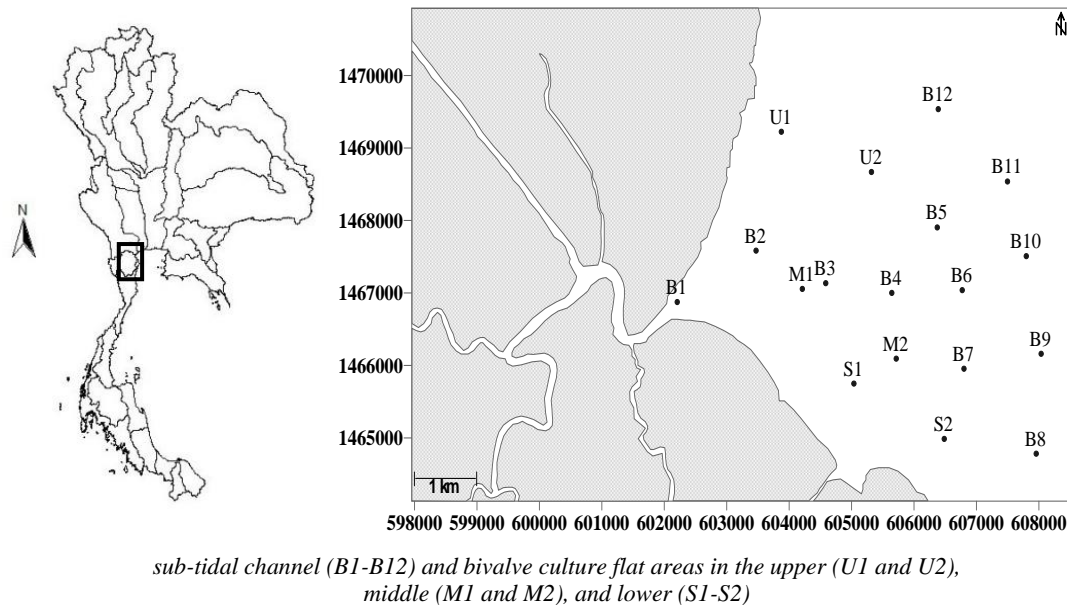 N
N
1470000
1469000
1468000
1467000
1466000
1465000
B12
U1
U2
B11
B5
B2
B10
M1
B3
B1
B4
B6
M2
B9
S1
B7
S2
B8
1 km
598000 599000 600000 601000 602000 603000 604000 605000 606000 607000 608000
sub-tidal channel (B1-B12) and bivalve culture flat areas in the upper (U1 and U2),
middle (M1 and M2), and lower (S1-S2)